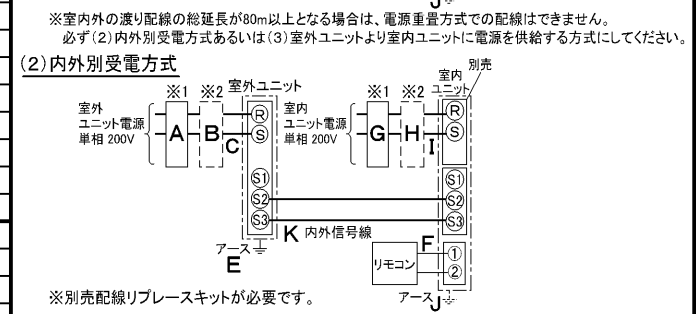 ※室内外の渡り配線の総延長が80m以上となる場合は、電源重畳方式での配線はできません。
必ず(2)内外別受電方式あるいは(3)室外ユニットより室内ユニットに電源を供給する方式にしてください。
(2)内外別受電方式
※1 ※2 室外ユニット
室外
ユニット電源
単相 200V
A B C
R
S
S1
S2
S3
アース
E
K 内外信号線
※1 ※2
室内
ユニット
別売
室内
ユニット電源
単相 200V
G H I
R
S
S1
S2
S3
F
リモコン
1
2
アース J
※別売配線リプレースキットが必要です。